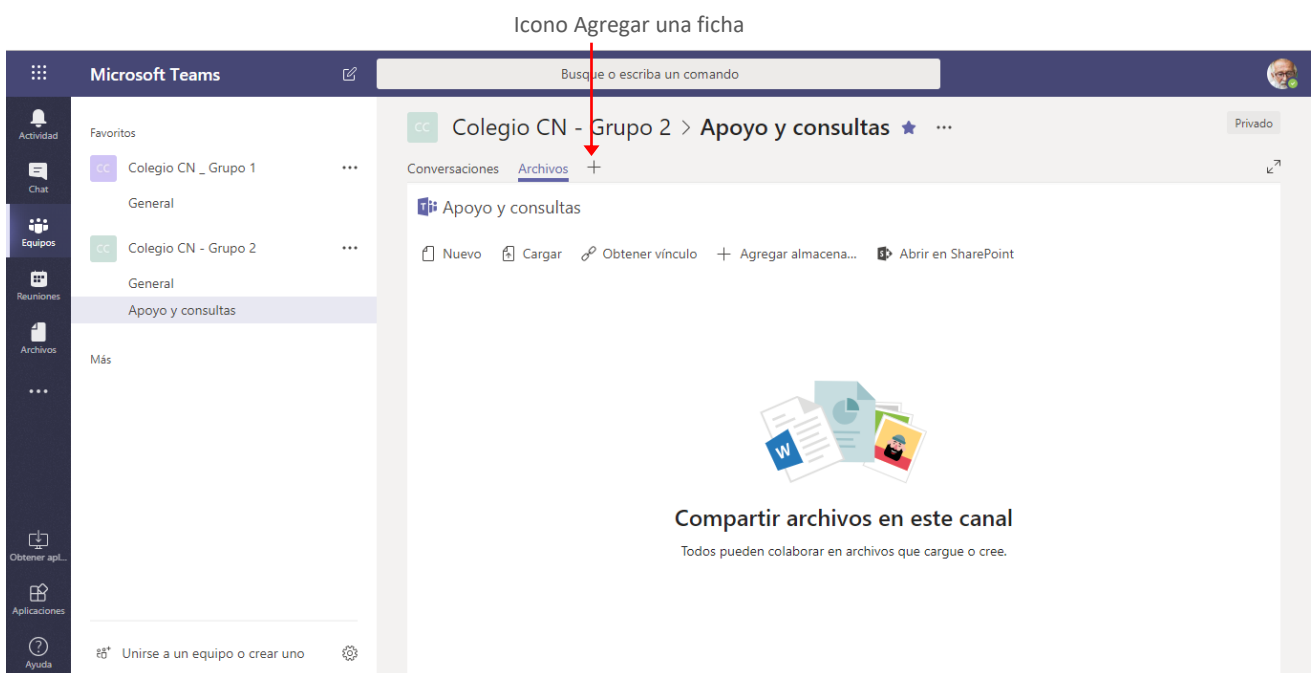 Icono Agregar una ficha
Microsoft Teams
Busque o escriba un comando
Actividad
Chat
Equipos
Reuniones
Archivos
Obtener apl...
Aplicaciones
Ayuda
Favoritos
CC Colegio CN _ Grupo 1
General
CC Colegio CN - Grupo 2
General
Apoyo y consultas
Más
Unirse a un equipo o crear uno
CC Colegio CN - Grupo 2 > Apoyo y consultas
Privado
Conversaciones Archivos
Apoyo y consultas
Nuevo Cargar Obtener vínculo Agregar almacena... Abrir en SharePoint
W
Compartir archivos en este canal
Todos pueden colaborar en archivos que cargue o cree.